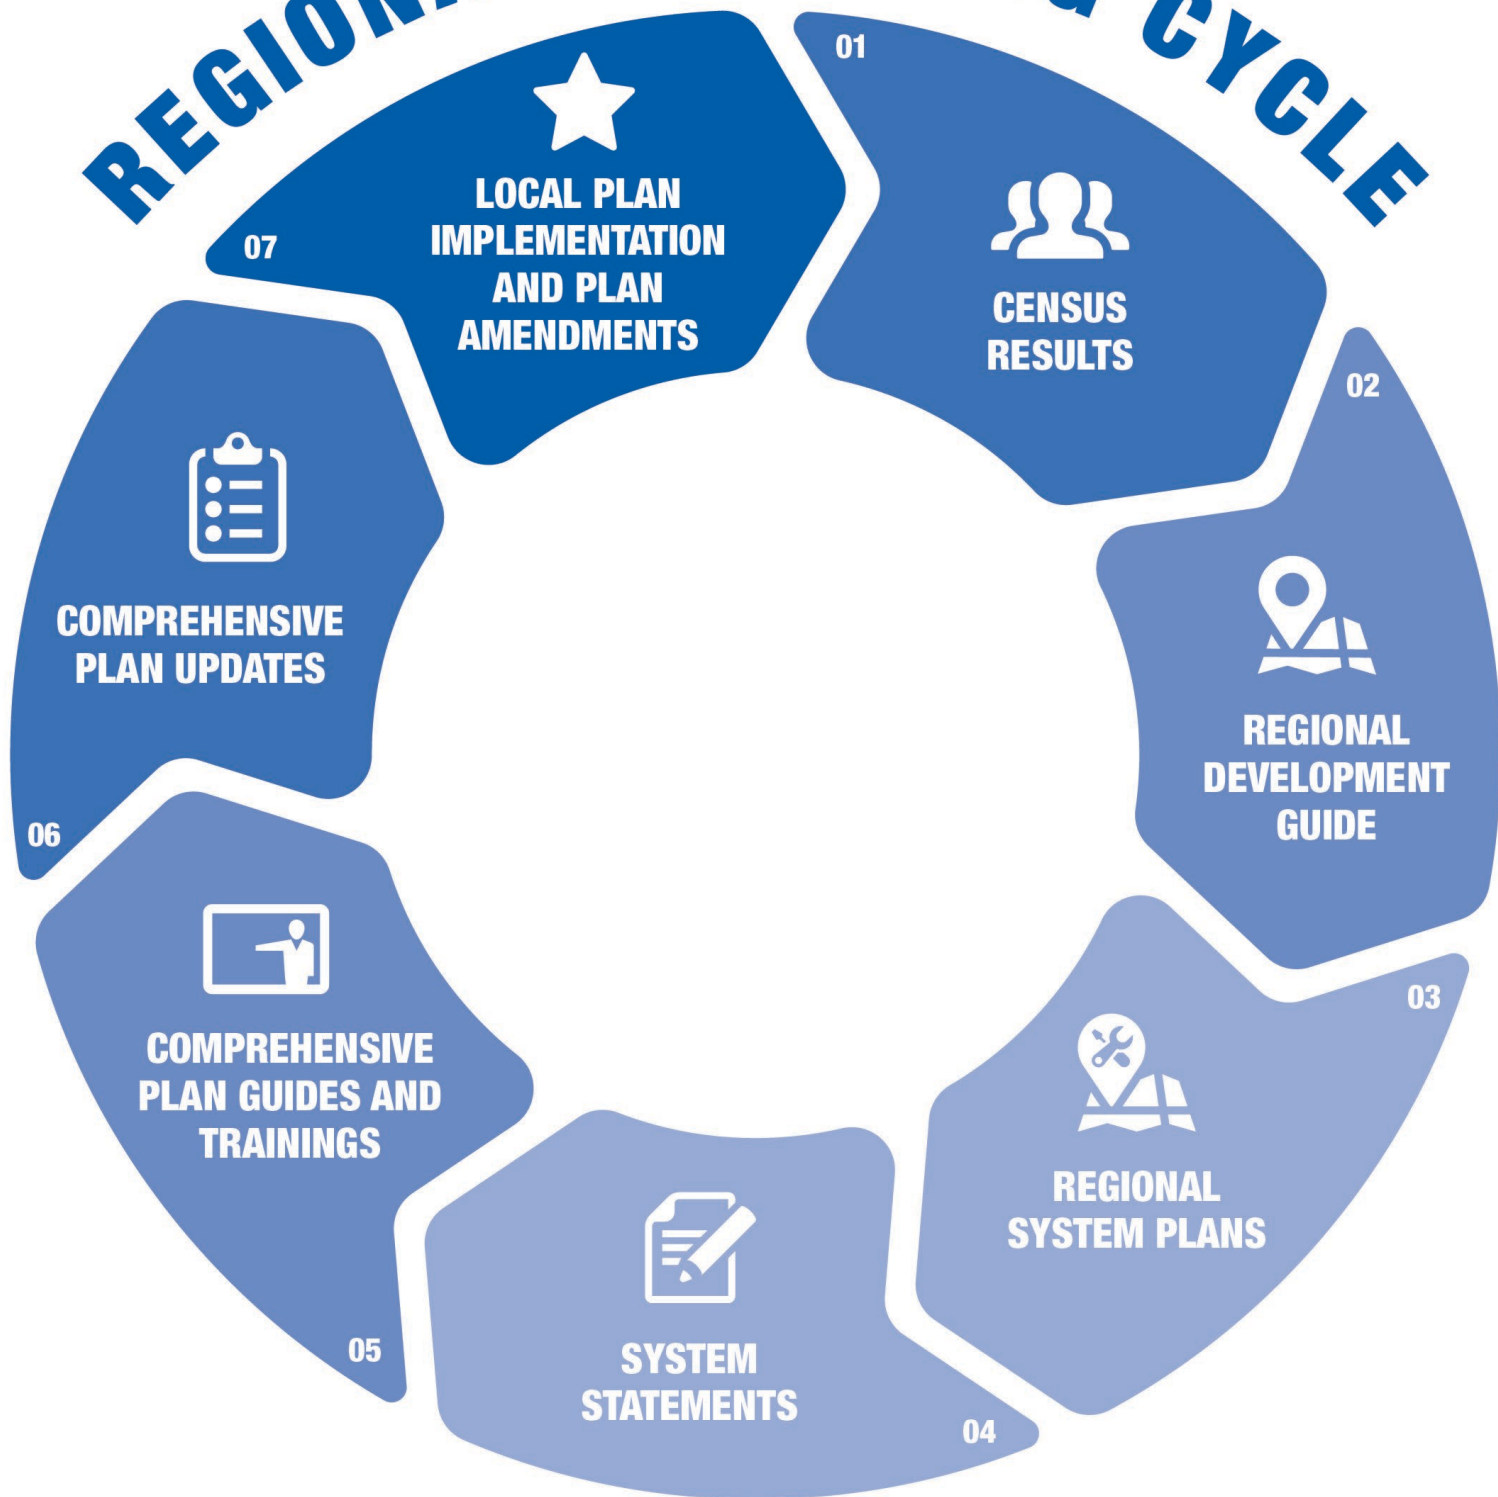 CYCLE
01
CENSUS
RESULTS
02
REGIONAL
DEVELOPMENT
GUIDE
03
REGIONAL
SYSTEM PLANS
04
SYSTEM
STATEMENTS
05
COMPREHENSIVE
PLAN GUIDES AND
TRAININGS
06
COMPREHENSIVE
PLAN UPDATES
07
LOCAL PLAN
IMPLEMENTATION
AND PLAN
AMENDMENTS